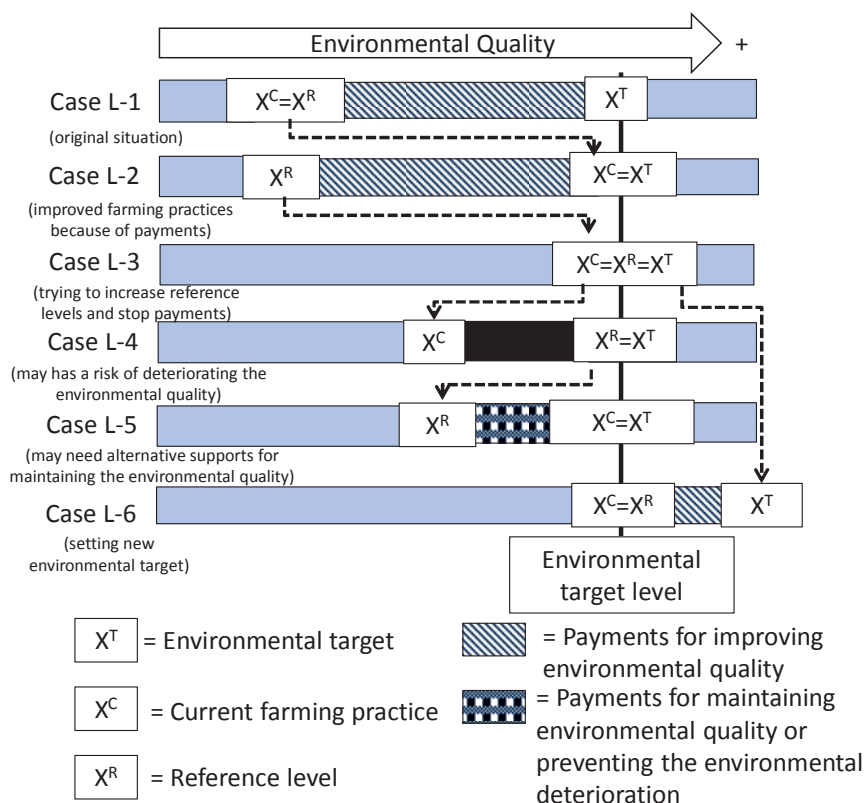 Environmental Quality
+
Case L-1
X^C=X^R
X^T
(original situation)
Case L-2
X^R
X^C=X^T
(improved farming practices
because of payments)
Case L-3
X^C=X^R=X^T
(trying to increase reference
levels and stop payments)
Case L-4
X^C
X^R=X^T
(may has a risk of deteriorating the
environmental quality)
Case L-5
X^R
X^C=X^T
(may need alternative supports for
maintaining the environmental quality)
Case L-6
X^C=X^R
X^T
(setting new
environmental target)
Environmental
target level
X^T = Environmental target
X^C = Current farming practice
X^R = Reference level
= Payments for improving
environmental quality
= Payments for maintaining
environmental quality or
preventing the environmental
deterioration